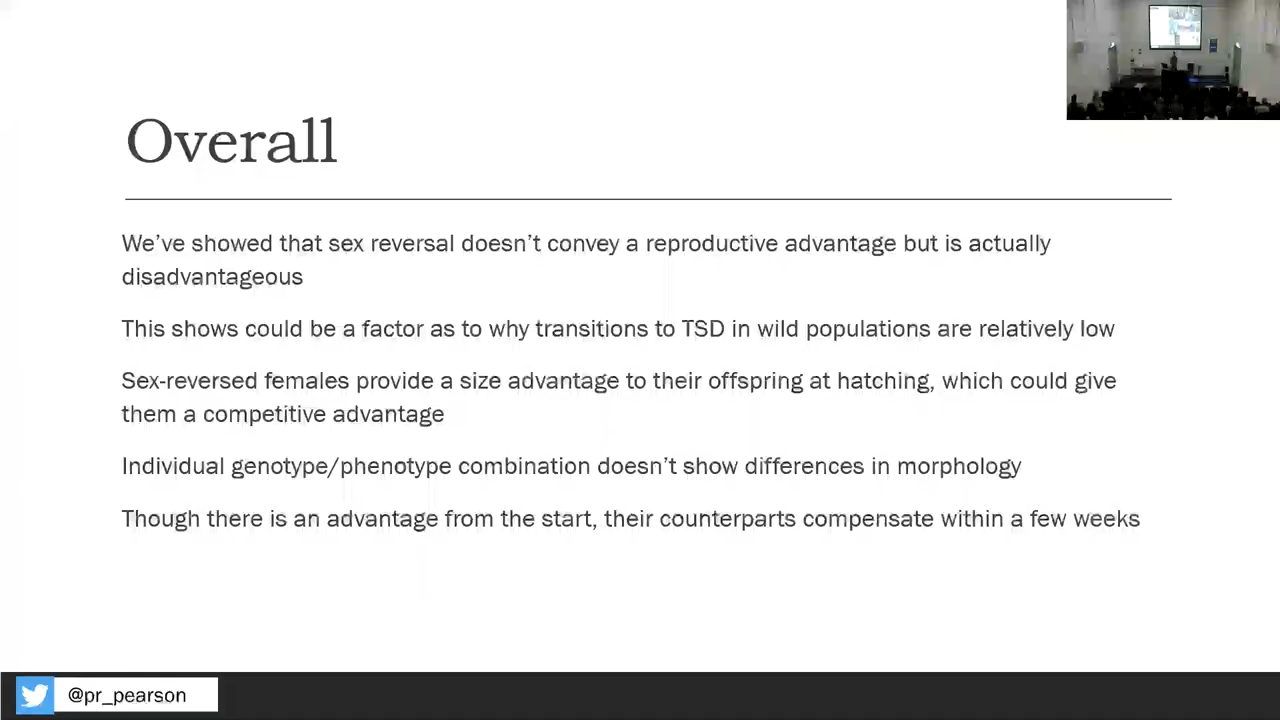 Overall
We've showed that sex reversal doesn't convey a reproductive advantage but is actually
disadvantageous
This shows could be a factor as to why transitions to TSD in wild populations are relatively low
Sex-reversed females provide a size advantage to their offspring at hatching, which could give
them a competitive advantage
Individual genotype/phenotype combination doesn't show differences in morphology
Though there is an advantage from the start, their counterparts compensate within a few weeks
@pr_pearson